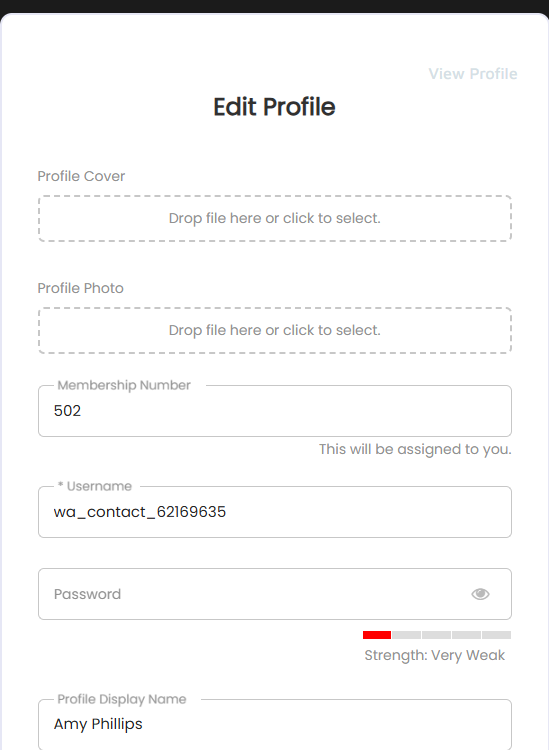 View Profile
Edit Profile
Profile Cover
Drop file here or click to select.
Profile Photo
Drop file here or click to select.
Membership Number
502
This will be assigned to you.
* Username
wa_contact_62169635
Password
Strength: Very Weak
Profile Display Name
Amy Phillips